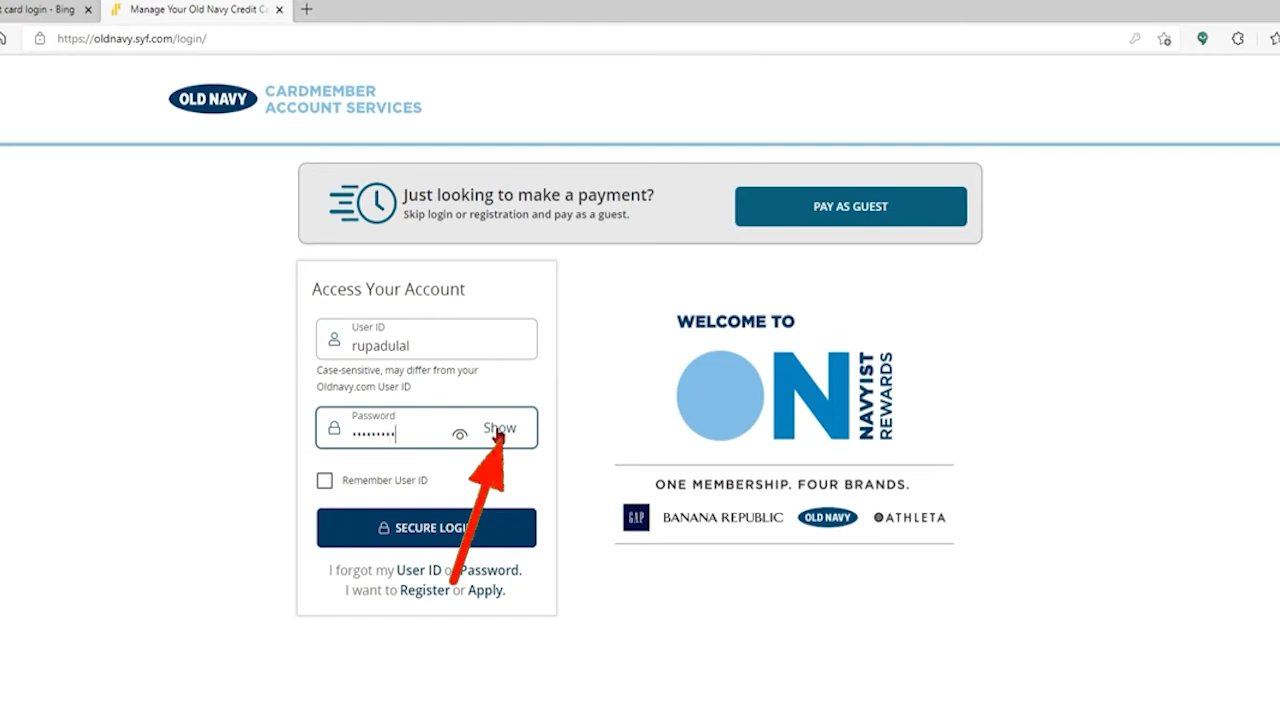 t card login - Bing
Manage Your Old Navy Credit Ca
https://oldnavy.syf.com/login/
OLD NAVY
CARDMEMBER
ACCOUNT SERVICES
Just looking to make a payment?
Skip login or registration and pay as a guest.
PAY AS GUEST
Access Your Account
User ID
rupadulal
Case-sensitive, may differ from your
Oldnavy.com User ID
Password
Show
Remember User ID
SECURE LOGI
I forgot my User ID o Password.
I want to Register or Apply.
WELCOME TO
ON
NAVYIST
REWARDS
ONE MEMBERSHIP. FOUR BRANDS.
GAP BANANA REPUBLIC OLD NAVY ATHLETA